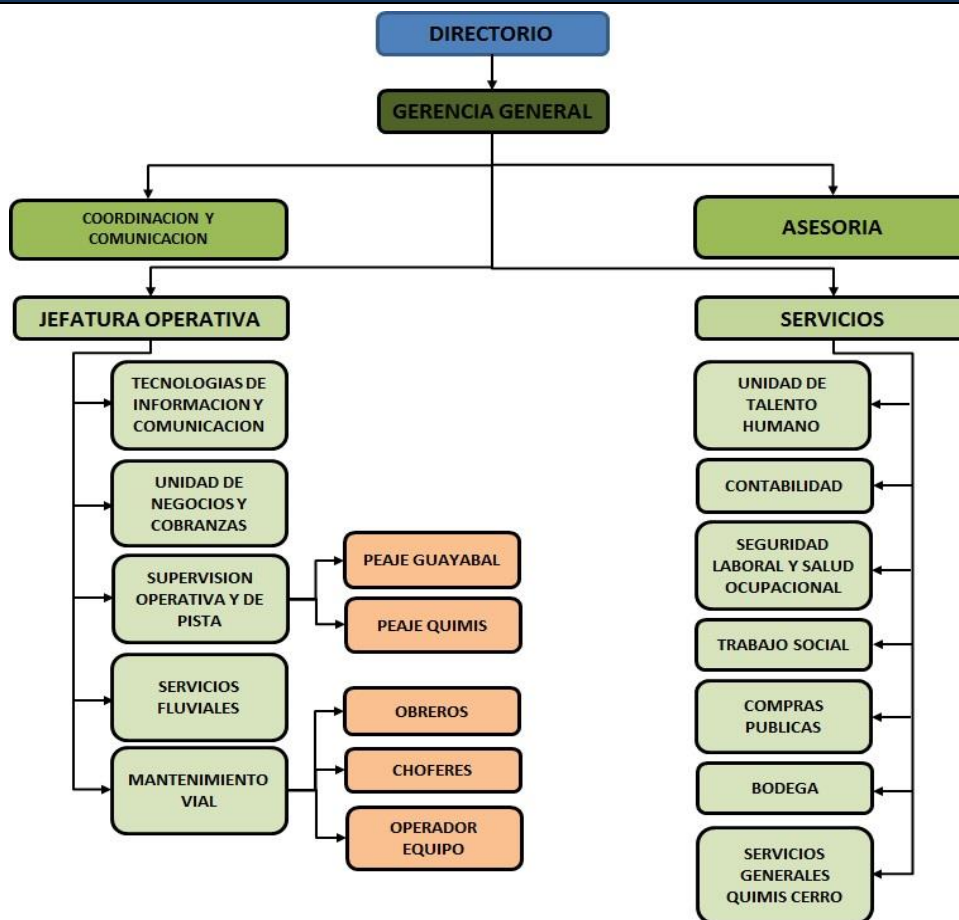 DIRECTORIO
GERENCIA GENERAL
COORDINACION Y
COMUNICACION
ASESORIA
JEFATURA OPERATIVA
SERVICIOS
TECNOLOGIAS DE
INFORMACION Y
COMUNICACION
UNIDAD DE
NEGOCIOS Y
COBRANZAS
SUPERVISION
OPERATIVA Y DE
PISTA
PEAJE GUAYABAL
PEAJE QUIMIS
SERVICIOS
FLUVIALES
MANTENIMIENTO
VIAL
OBREROS
CHOFERES
OPERADOR
EQUIPO
UNIDAD DE
TALENTO
HUMANO
CONTABILIDAD
SEGURIDAD
LABORAL Y SALUD
OCUPACIONAL
TRABAJO SOCIAL
COMPRAS
PUBLICAS
BODEGA
SERVICIOS
GENERALES
QUIMIS CERRO